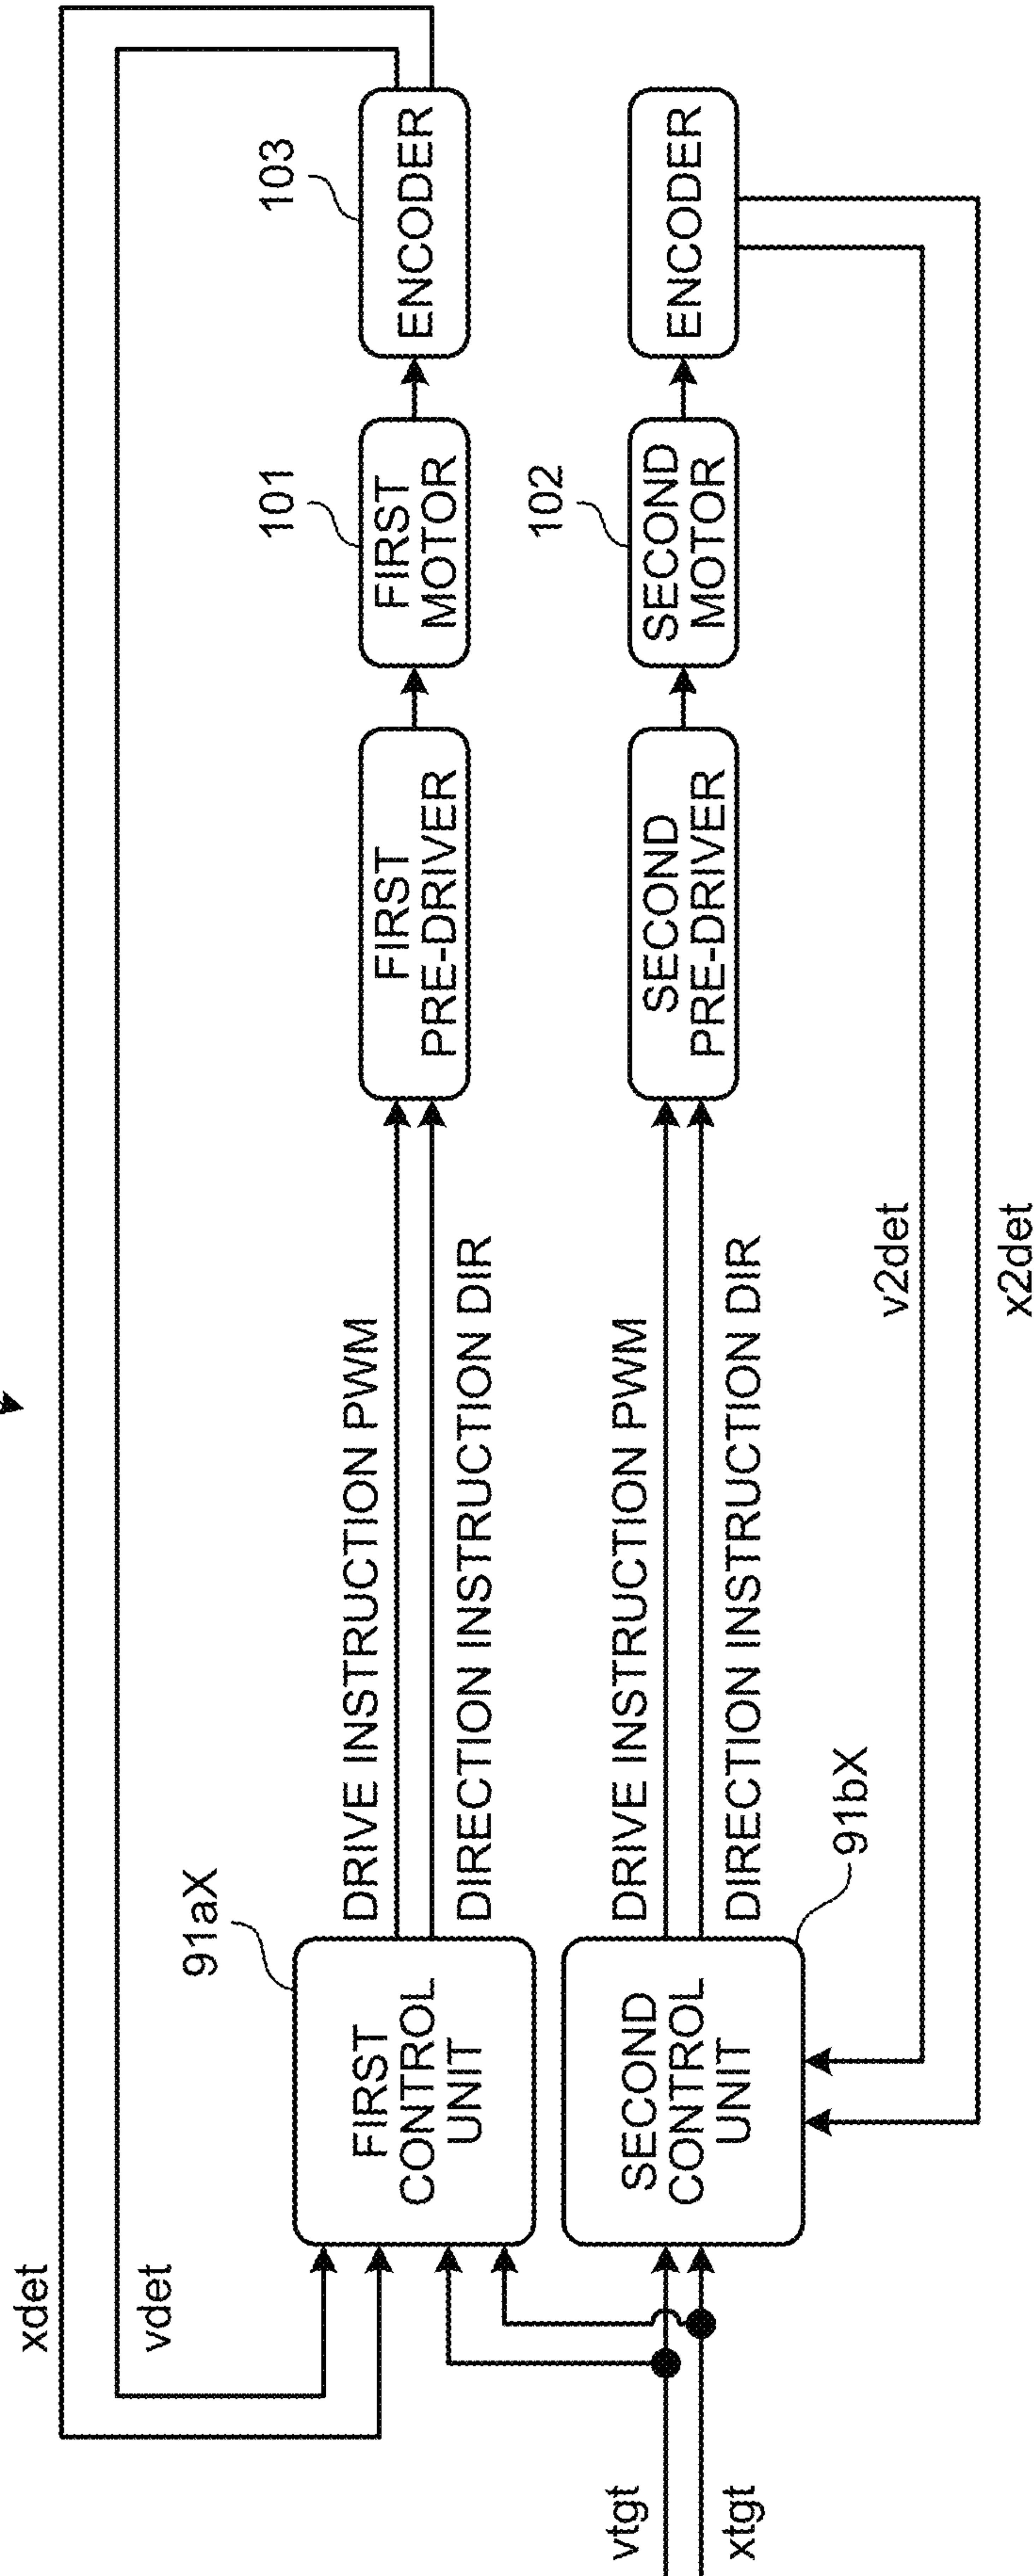 xdet
vdet
91aX
FIRST
CONTROL
UNIT
DRIVE INSTRUCTION PWM
DIRECTION INSTRUCTION DIR
FIRST
PRE-DRIVER
101
FIRST
MOTOR
103
ENCODER
vtgt
xtgt
SECOND
CONTROL
UNIT
91bX
DRIVE INSTRUCTION PWM
DIRECTION INSTRUCTION DIR
SECOND
PRE-DRIVER
102
SECOND
MOTOR
ENCODER
v2det
x2det